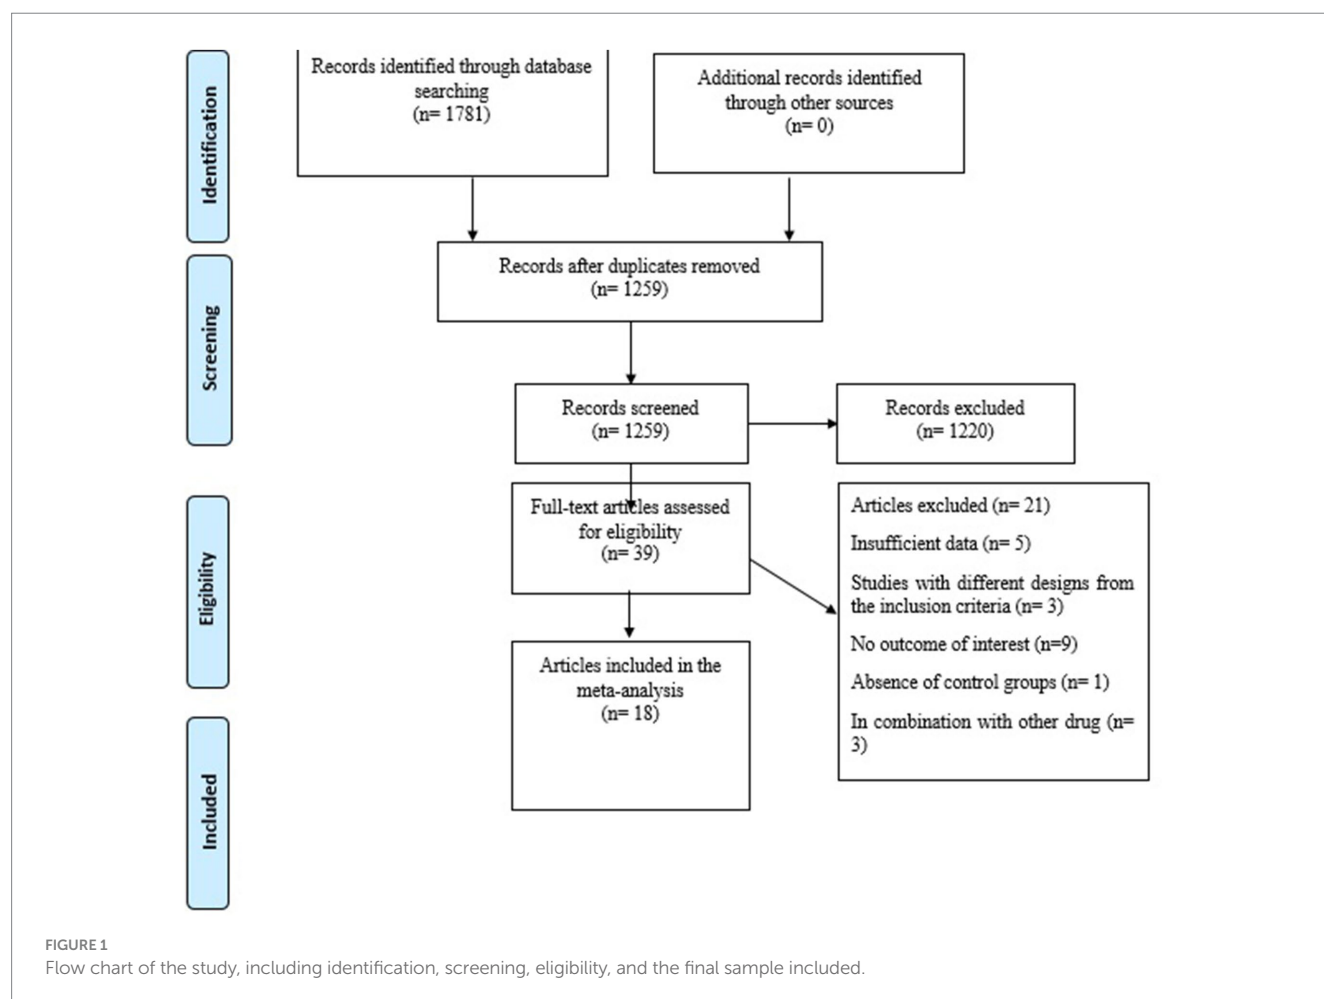 Identification
Records identified through database
searching
(n= 1781)
Additional records identified
through other sources
(n= 0)
Records after duplicates removed
(n= 1259)
Screening
Records screened
(n= 1259)
Records excluded
(n= 1220)
Eligibility
Full-text articles assessed
for eligibility
(n= 39)
Articles excluded (n= 21)
Insufficient data (n= 5)
Studies with different designs from
the inclusion criteria (n= 3)
No outcome of interest (n=9)
Absence of control groups (n= 1)
In combination with other drug (n=
3)
Included
Articles included in the
meta-analysis
(n= 18)
FIGURE 1
Flow chart of the study, including identification, screening, eligibility, and the final sample included.